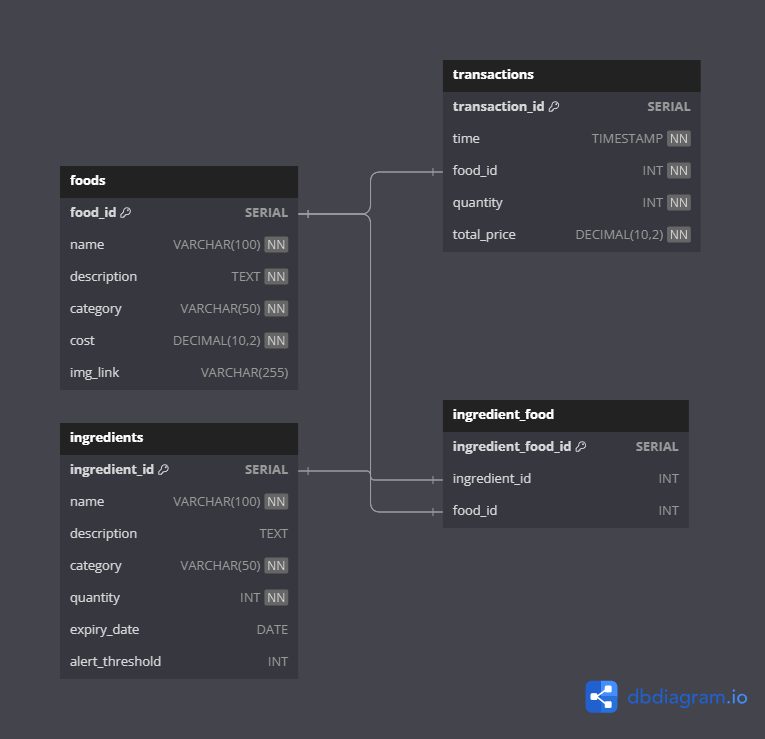 transactions
transaction_id SERIAL
time TIMESTAMP NN
food_id INT NN
quantity INT NN
total_price DECIMAL(10,2) NN
foods
food_id SERIAL
name VARCHAR(100) NN
description TEXT NN
category VARCHAR(50) NN
cost DECIMAL(10,2) NN
img_link VARCHAR(255)
ingredient_food
ingredient_food_id SERIAL
ingredient_id INT
food_id INT
ingredients
ingredient_id SERIAL
name VARCHAR(100) NN
description TEXT
category VARCHAR(50) NN
quantity INT NN
expiry_date DATE
alert_threshold INT
dbdiagram.io